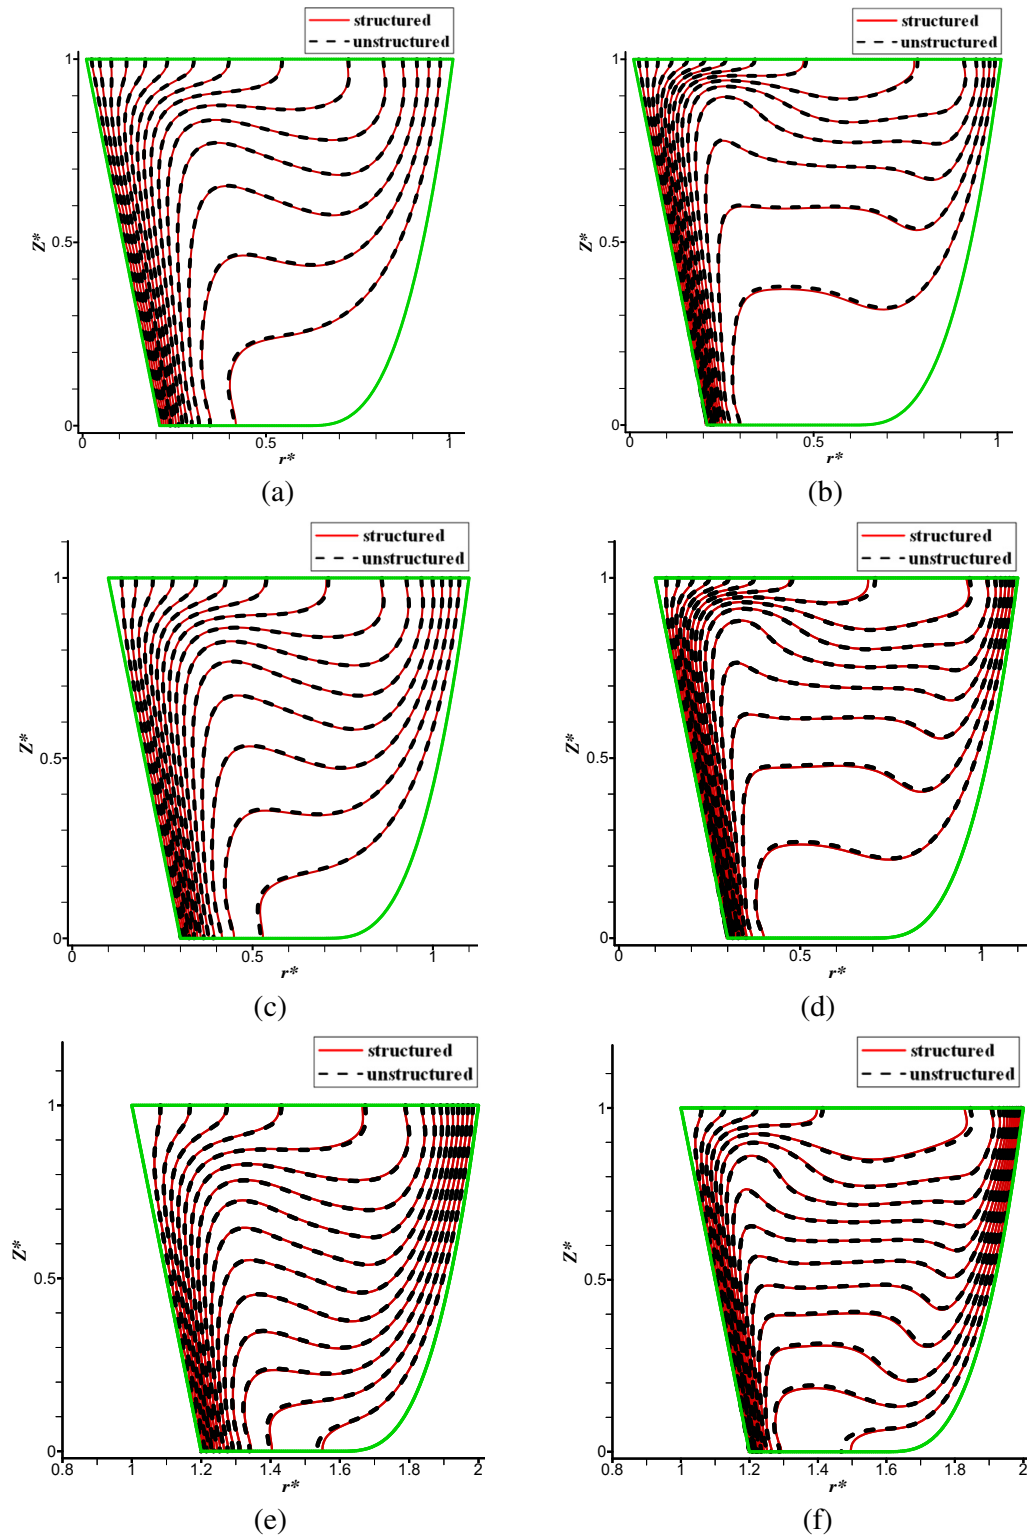 structured
unstructured
structured
unstructured
1
0.5
0
Z*
0
0.5
1
r*
1
0.5
0
Z*
0
0.5
1
r*
(a)
(b)
structured
unstructured
structured
unstructured
1
0.5
0
Z*
0
0.5
1
r*
1
0.5
0
Z*
0
0.5
1
r*
(c)
(d)
structured
unstructured
structured
unstructured
1
0.5
0
Z*
0.8
1
1.2
1.4
1.6
1.8
2
r*
1
0.5
0
Z*
0.8
1
1.2
1.4
1.6
1.8
2
r*
(e)
(f)